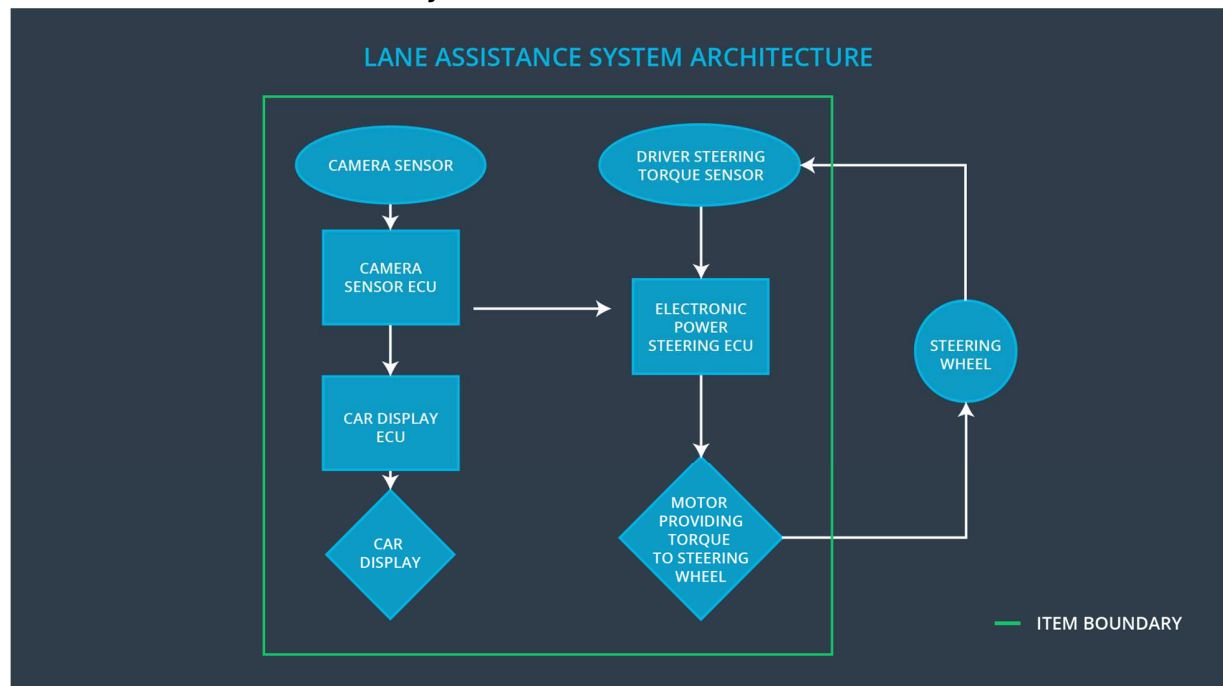 LANE ASSISTANCE SYSTEM ARCHITECTURE
CAMERA SENSOR
DRIVER STEERING
TORQUE SENSOR
CAMERA
SENSOR ECU
ELECTRONIC
POWER
STEERING ECU
STEERING
WHEEL
CAR DISPLAY
ECU
MOTOR
PROVIDING
TORQUE
TO STEERING
WHEEL
CAR
DISPLAY
ITEM BOUNDARY